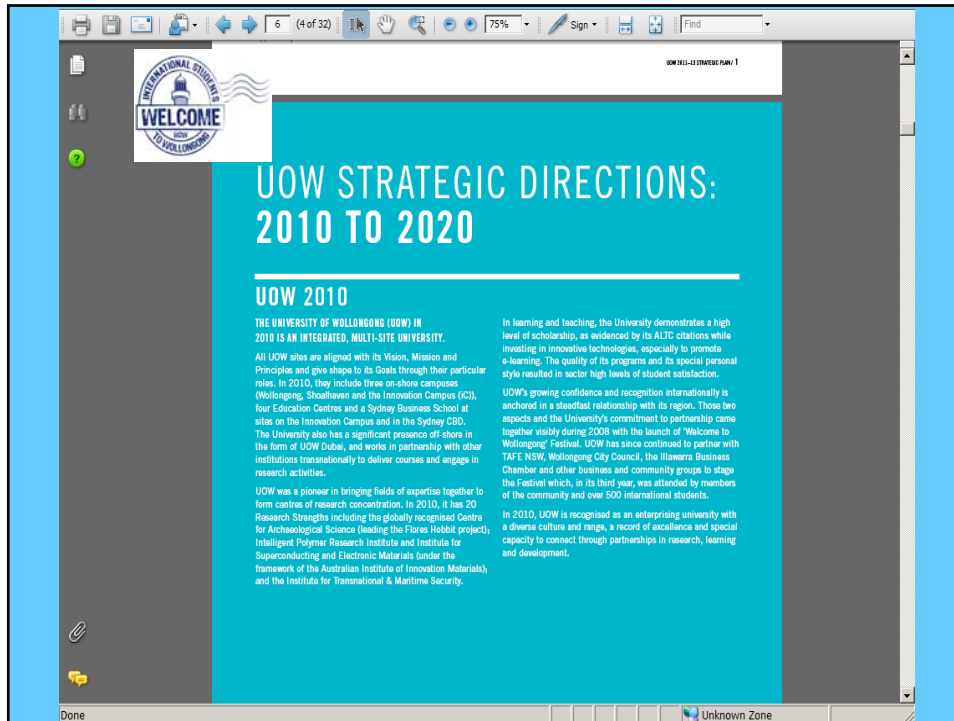 6 (4 of 32) 75% Sign Find
UOW 2011–13 STRATEGIC PLAN / 1
INTERNATIONAL STUDENTS
WELCOME
UOW
TO WOLLONGONG
UOW STRATEGIC DIRECTIONS:
2010 TO 2020
UOW 2010
THE UNIVERSITY OF WOLLONGONG (UOW) IN
2010 IS AN INTEGRATED, MULTI-SITE UNIVERSITY.
All UOW sites are aligned with its Vision, Mission and
Principles and give shape to its Goals through their particular
roles. In 2010, they include three on-shore campuses
(Wollongong, Shoalhaven and the Innovation Campus (iC)),
four Education Centres and a Sydney Business School at
sites on the Innovation Campus and in the Sydney CBD.
The University also has a significant presence off-shore in
the form of UOW Dubai, and works in partnership with other
institutions transnationally to deliver courses and engage in
research activities.
UOW was a pioneer in bringing fields of expertise together to
form centres of research concentration. In 2010, it has 20
Research Strengths including the globally recognised Centre
for Archaeological Science (leading the Flores Hobbit project);
Intelligent Polymer Research Institute and Institute for
Superconducting and Electronic Materials (under the
framework of the Australian Institute of Innovation Materials);
and the Institute for Transnational & Maritime Security.
In learning and teaching, the University demonstrates a high
level of scholarship, as evidenced by its ALTC citations while
investing in innovative technologies, especially to promote
e-learning. The quality of its programs and its special personal
style resulted in sector high levels of student satisfaction.
UOW's growing confidence and recognition internationally is
anchored in a steadfast relationship with its region. Those two
aspects and the University's commitment to partnership came
together visibly during 2008 with the launch of 'Welcome to
Wollongong' Festival. UOW has since continued to partner with
TAFE NSW, Wollongong City Council, the Illawarra Business
Chamber and other business and community groups to stage
the Festival which, in its third year, was attended by members
of the community and over 500 international students.
In 2010, UOW is recognised as an enterprising university with
a diverse culture and range, a record of excellence and special
capacity to connect through partnerships in research, learning
and development.
Done Unknown Zone